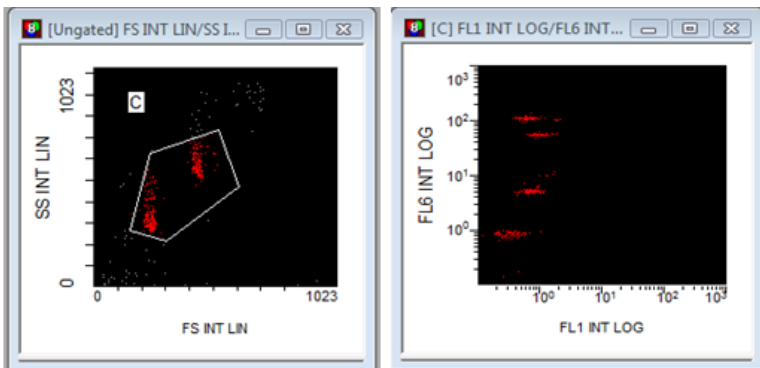 [Ungated] FS INT LIN/SS I...
C
1023
SS INT LIN
0
0
1023
FS INT LIN
[C] FL1 INT LOG/FL6 INT...
10³
10²
10¹
10⁰
FL6 INT LOG
10⁰
10¹
10²
10³
FL1 INT LOG